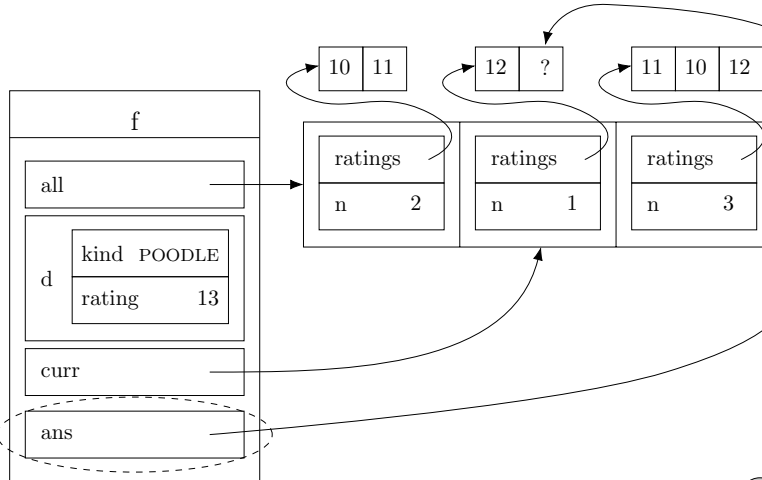 10 11
12 ?
11 10 12
f
all
ratings
n 2
ratings
n 1
ratings
n 3
d
kind POODLE
rating 13
curr
ans